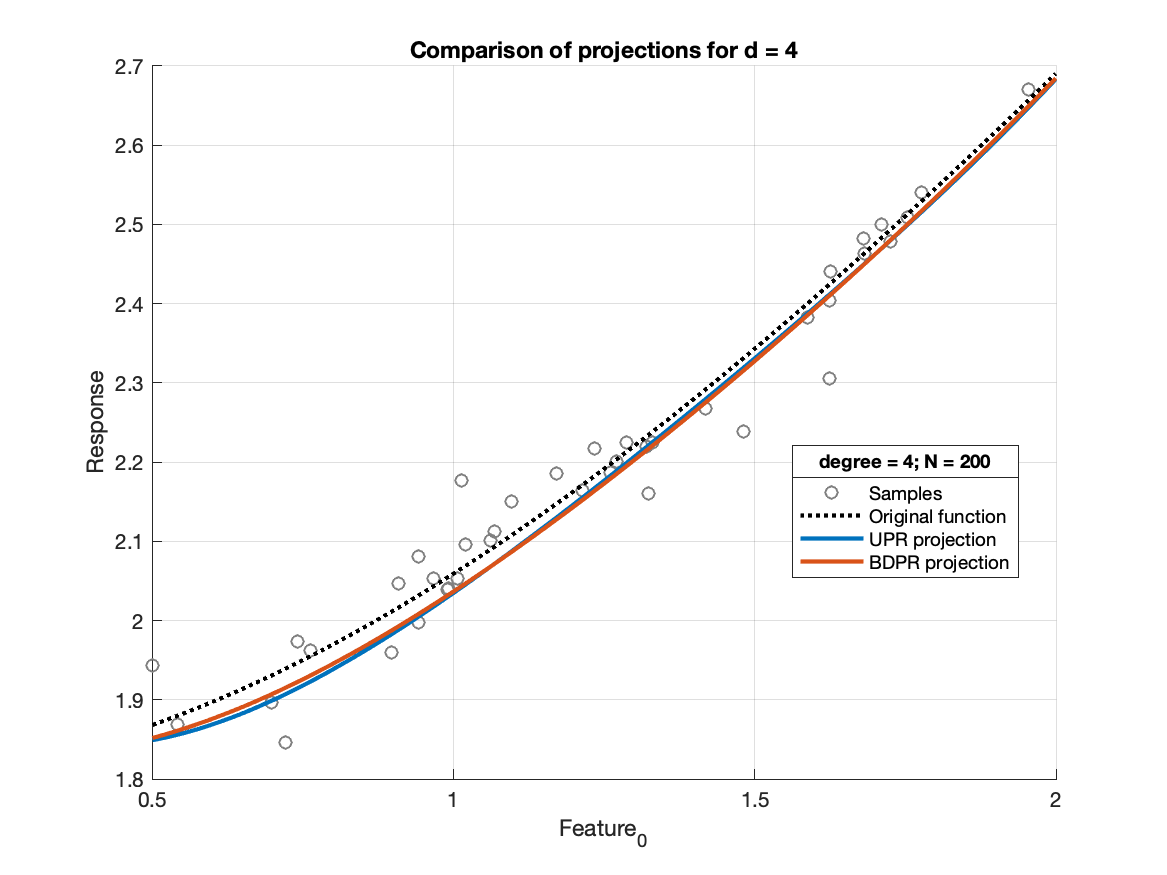 Comparison of projections for d = 4
2.7
2.6
2.5
2.4
2.3
2.2
2.1
2
1.9
1.8
Response
0.5
1
1.5
2
Feature₀
degree = 4; N = 200
Samples
Original function
UPR projection
BDPR projection